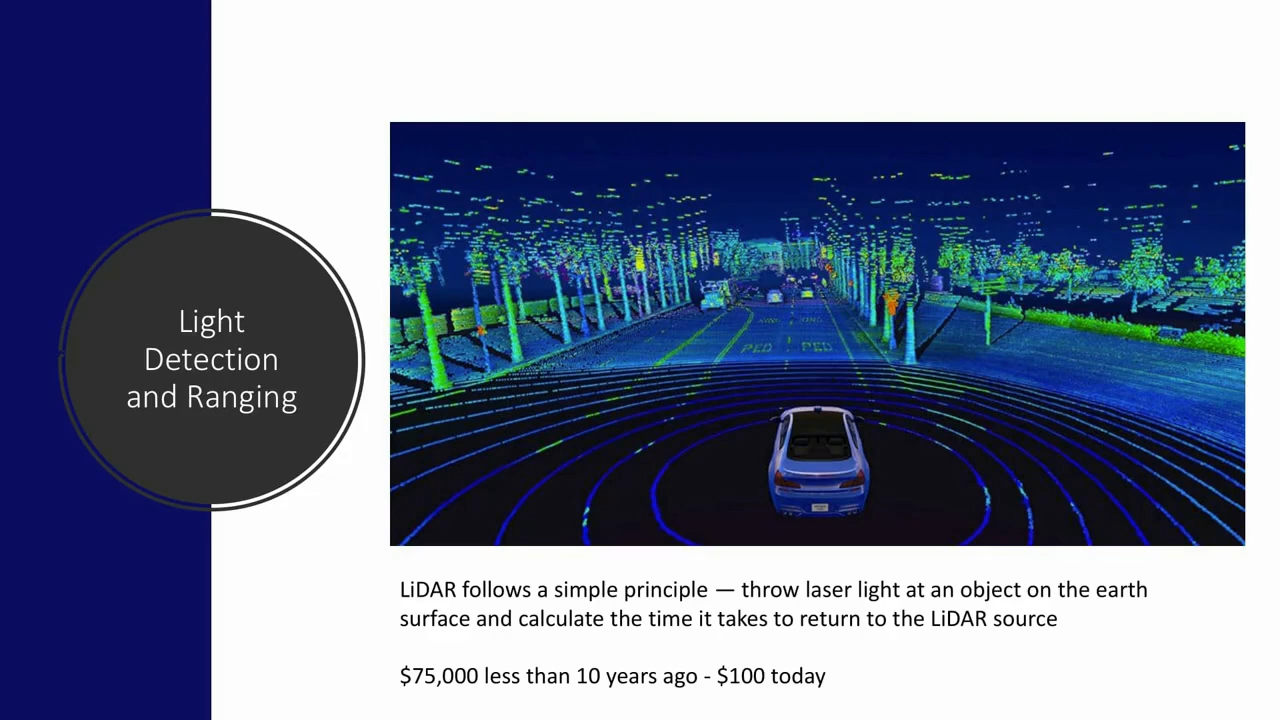 Light
Detection
and Ranging
PED PED
LiDAR follows a simple principle — throw laser light at an object on the earth
surface and calculate the time it takes to return to the LiDAR source
$75,000 less than 10 years ago - $100 today